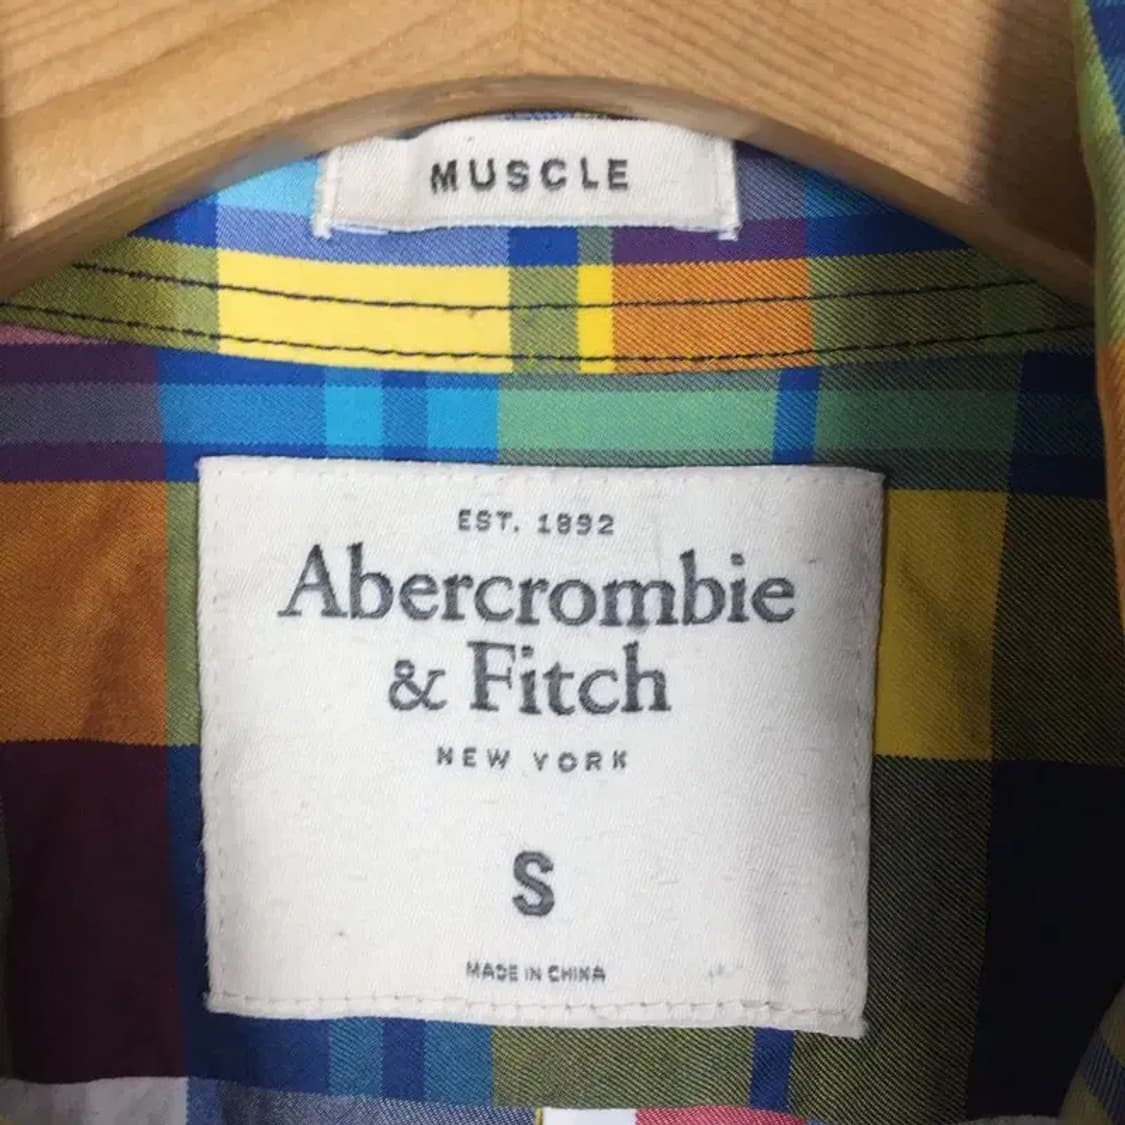 MUSCLE
EST. 1892
Abercrombie
& Fitch
NEW YORK
S
MADE IN CHINA